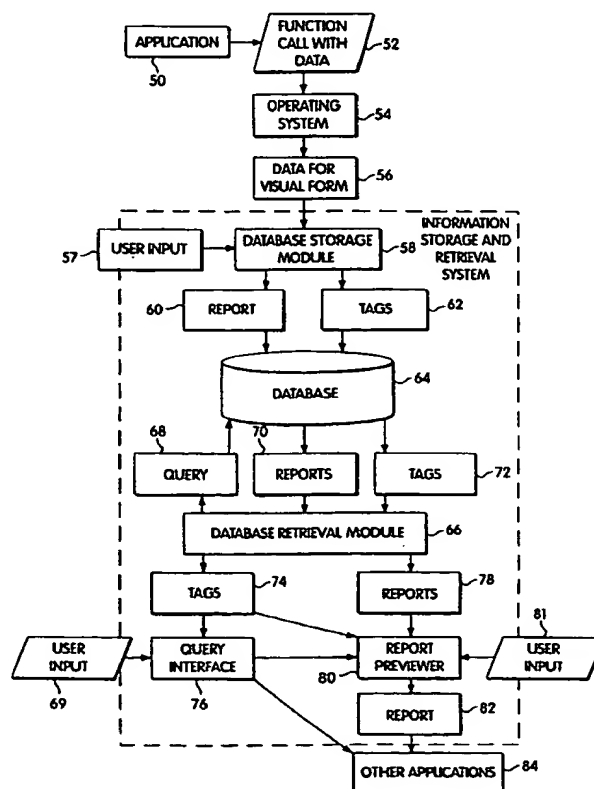 APPLICATION
50
FUNCTION
CALL WITH
DATA
52
OPERATING
SYSTEM
54
DATA FOR
VISUAL FORM
56
INFORMATION
STORAGE AND
RETRIEVAL
SYSTEM
57
USER INPUT
DATABASE STORAGE
MODULE
58
60
REPORT
TAGS
62
DATABASE
64
68
QUERY
70
REPORTS
TAGS
72
DATABASE RETRIEVAL MODULE
66
TAGS
74
REPORTS
78
81
USER
INPUT
69
QUERY
INTERFACE
76
REPORT
PREVIEWER
80
USER
INPUT
REPORT
82
OTHER APPLICATIONS
84